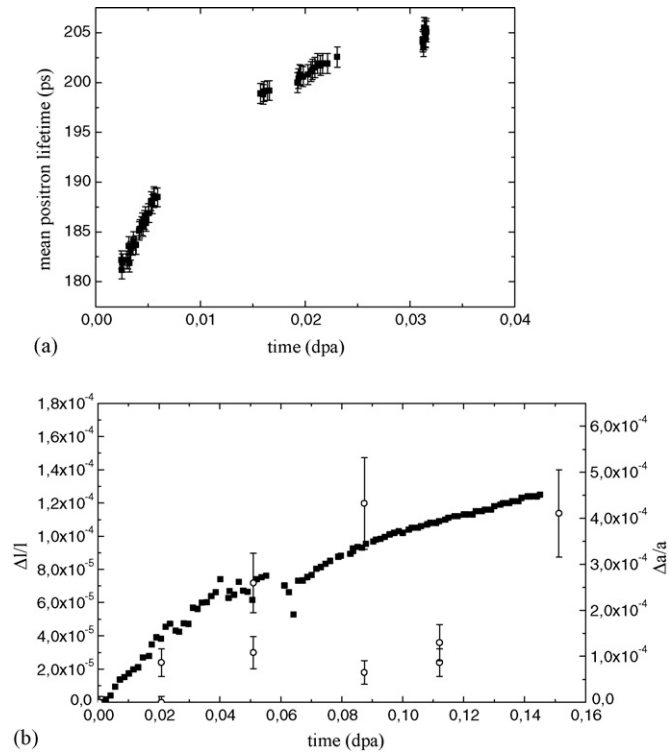 205
200
195
190
185
180
mean positron lifetime (ps)
0,00 0,01 0,02 0,03 0,04
(a) time (dpa)
1,8x10⁻⁴
1,6x10⁻⁴
1,4x10⁻⁴
1,2x10⁻⁴
1,0x10⁻⁴
8,0x10⁻⁵
6,0x10⁻⁵
4,0x10⁻⁵
2,0x10⁻⁵
0,0
Δl/l
6,0x10⁻⁴
5,0x10⁻⁴
4,0x10⁻⁴
3,0x10⁻⁴
2,0x10⁻⁴
1,0x10⁻⁴
0,0
Δa/a
0,00 0,02 0,04 0,06 0,08 0,10 0,12 0,14 0,16
(b) time (dpa)